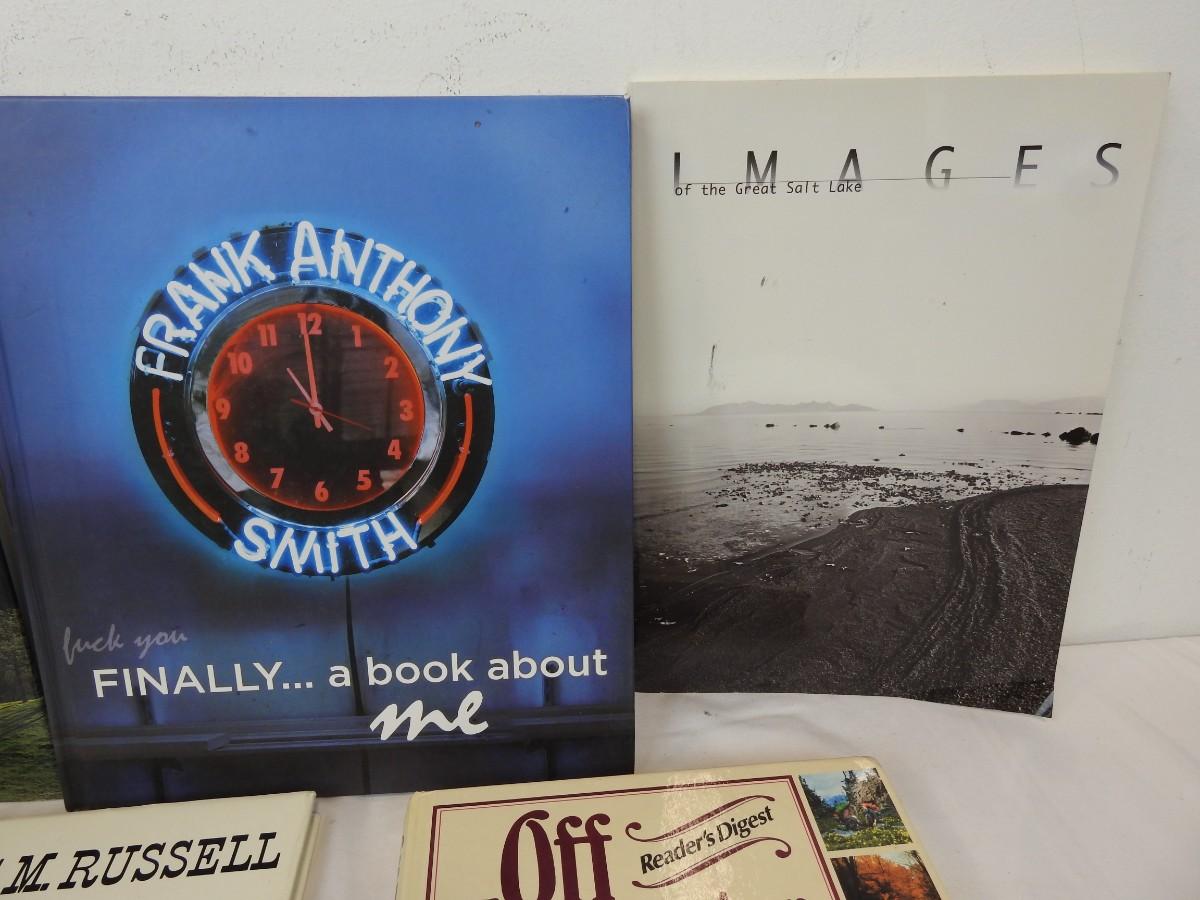 FRANK ANTHONY
12
1
2
3
4
5
6
7
8
9
10
11
SMITH
fuck you
FINALLY... a book about
me
IMAGES
of the Great Salt Lake
M. RUSSELL
Off
Reader's Digest